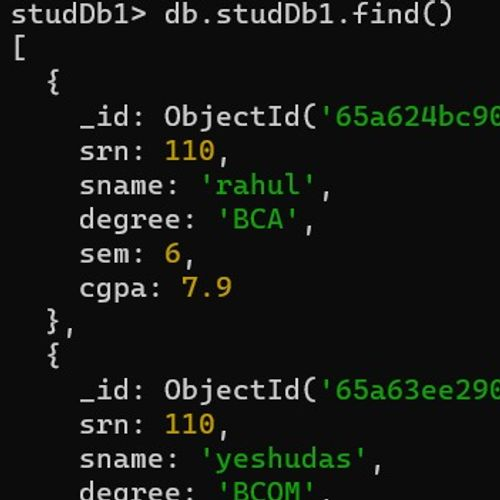 studDb1> db.studDb1.find()
[
{
_id: ObjectId('65a624bc90
srn: 110,
sname: 'rahul',
degree: 'BCA',
sem: 6,
cgpa: 7.9
},
{
_id: ObjectId('65a63ee290
srn: 110,
sname: 'yeshudas',
degree: 'BCOM',